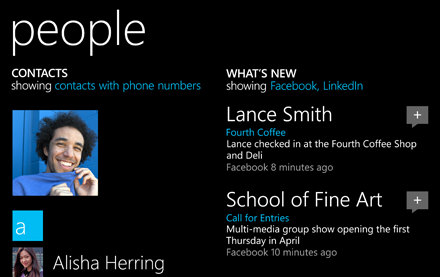 people
CONTACTS
showing contacts with phone numbers
a
Alisha Herring
WHAT'S NEW
showing Facebook, LinkedIn
Lance Smith
+
Fourth Coffee
Lance checked in at the Fourth Coffee Shop
and Deli
Facebook 8 minutes ago
School of Fine Art
+
Call for Entries
Multi-media group show opening the first
Thursday in April
Facebook 10 minutes ago